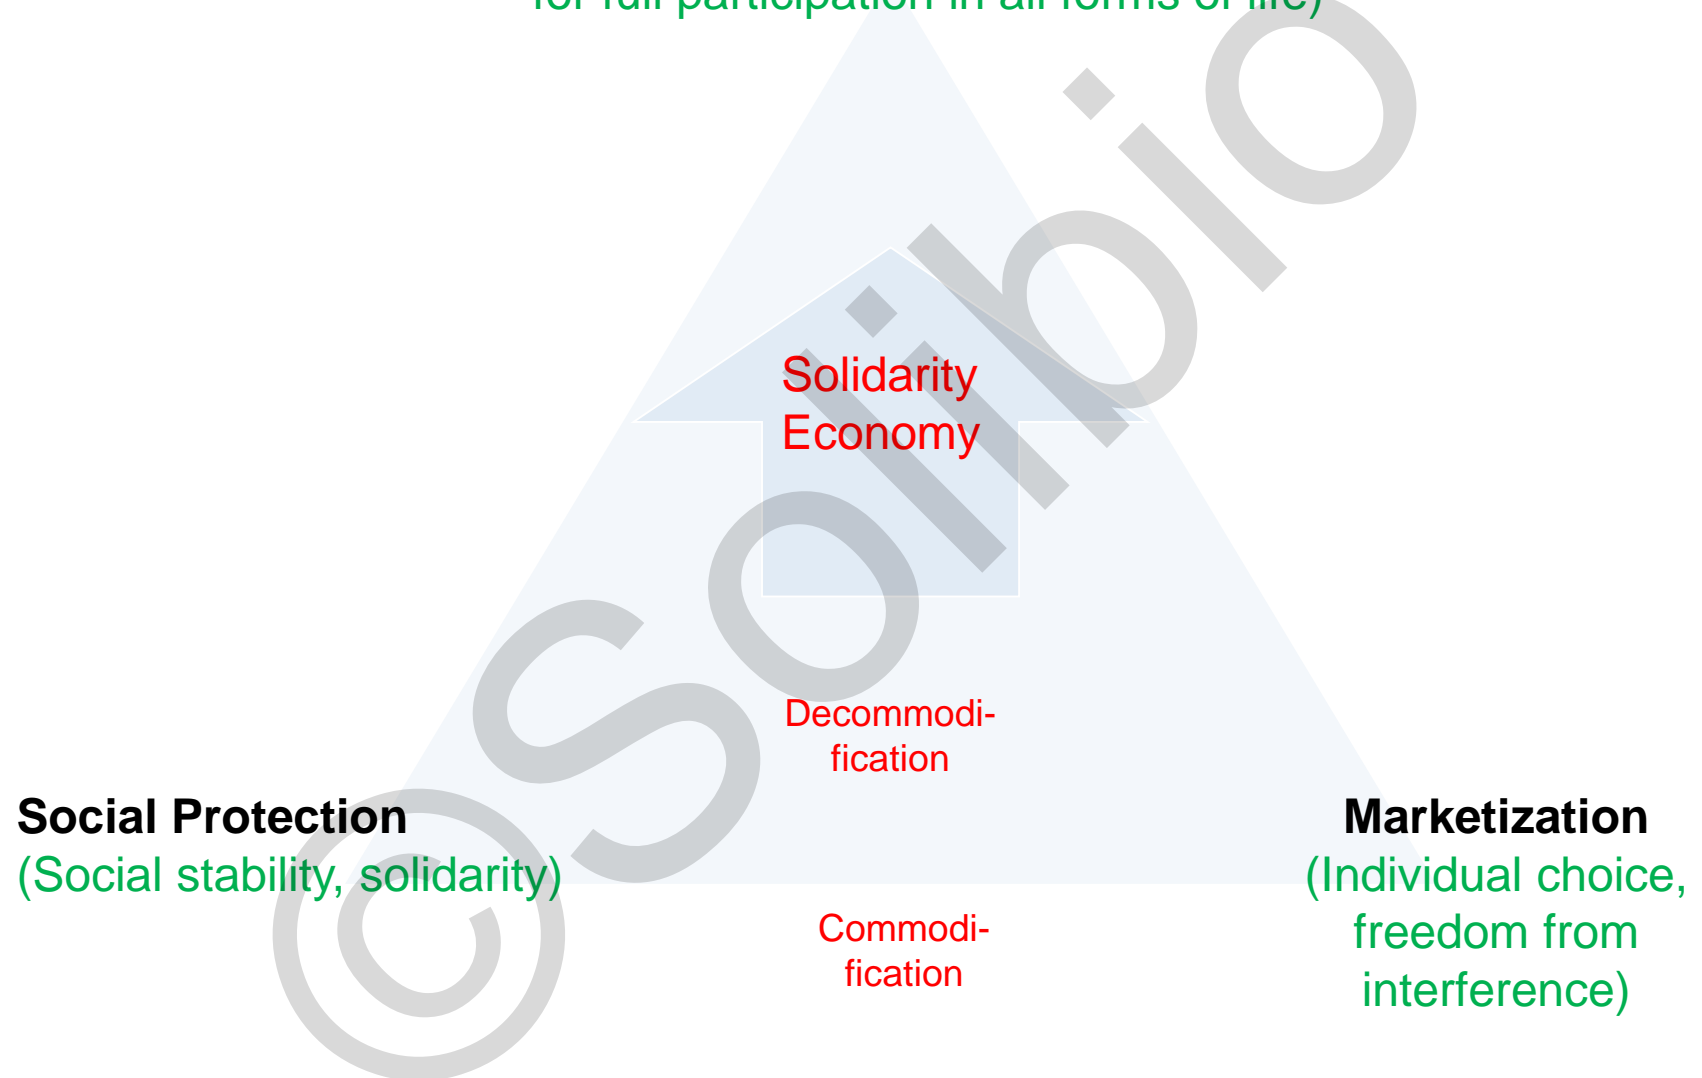 for full participation in all forms of life)
Solidarity
Economy
Decommodi-
fication
Social Protection
(Social stability, solidarity)
Marketization
(Individual choice,
freedom from
interference)
Commodi-
fication
©Solibio